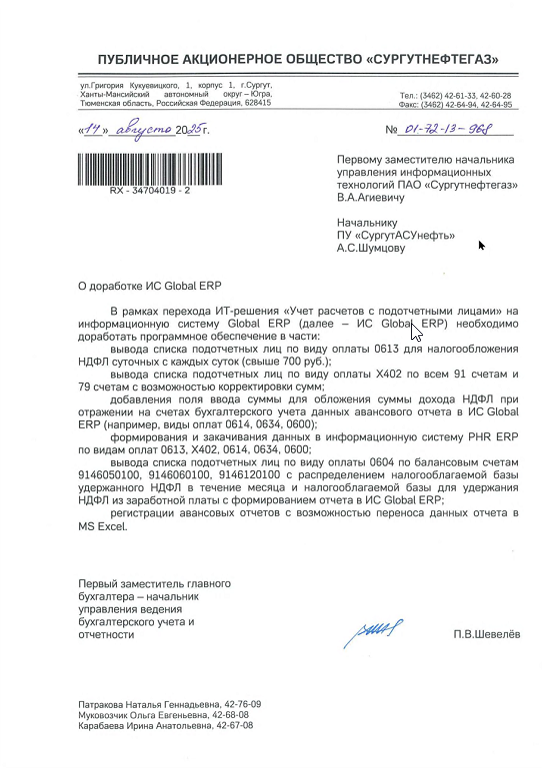 ПУБЛИЧНОЕ АКЦИОНЕРНОЕ ОБЩЕСТВО «СУРГУТНЕФТЕГАЗ»
ул.Григория Кукуевицкого, 1, корпус 1, г.Сургут,
Ханты-Мансийский автономный округ – Югра,
Тюменская область, Российская Федерация, 628415
Тел.: (3462) 42-61-33, 42-60-28
Факс: (3462) 42-64-94, 42-64-95
«14» августа 2025г.
№ 01-72-13-968
RX - 34704019 - 2
Первому заместителю начальника
управления информационных
технологий ПАО «Сургутнефтегаз»
В.А.Агиевичу
Начальнику
ПУ «СургутАСУнефть»
А.С.Шумцову
О доработке ИС Global ERP
В рамках перехода ИТ-решения «Учет расчетов с подотчетными лицами» на
информационную систему Global ERP (далее – ИС Global ERP) необходимо
доработать программное обеспечение в части:
вывода списка подотчетных лиц по виду оплаты 0613 для налогообложения
НДФЛ суточных с каждых суток (свыше 700 руб.);
вывода списка подотчетных лиц по виду оплаты Х402 по всем 91 счетам и
79 счетам с возможностью корректировки сумм;
добавления поля ввода суммы для обложения суммы дохода НДФЛ при
отражении на счетах бухгалтерского учета данных авансового отчета в ИС Global
ERP (например, виды оплат 0614, 0634, 0600);
формирования и закачивания данных в информационную систему PHR ERP
по видам оплат 0613, Х402, 0614, 0634, 0600;
вывода списка подотчетных лиц по виду оплаты 0604 по балансовым счетам
9146050100, 9146060100, 9146120100 с распределением налогооблагаемой базы
удержанного НДФЛ в течение месяца и налогооблагаемой базы для удержания
НДФЛ из заработной платы с формированием отчета в ИС Global ERP;
регистрации авансовых отчетов с возможностью переноса данных отчета в
MS Excel.
Первый заместитель главного
бухгалтера – начальник
управления ведения
бухгалтерского учета и
отчетности
П.В.Шевелёв
Патракова Наталья Геннадьевна, 42-76-09
Муковозчик Ольга Евгеньевна, 42-68-08
Карабаева Ирина Анатольевна, 42-67-08